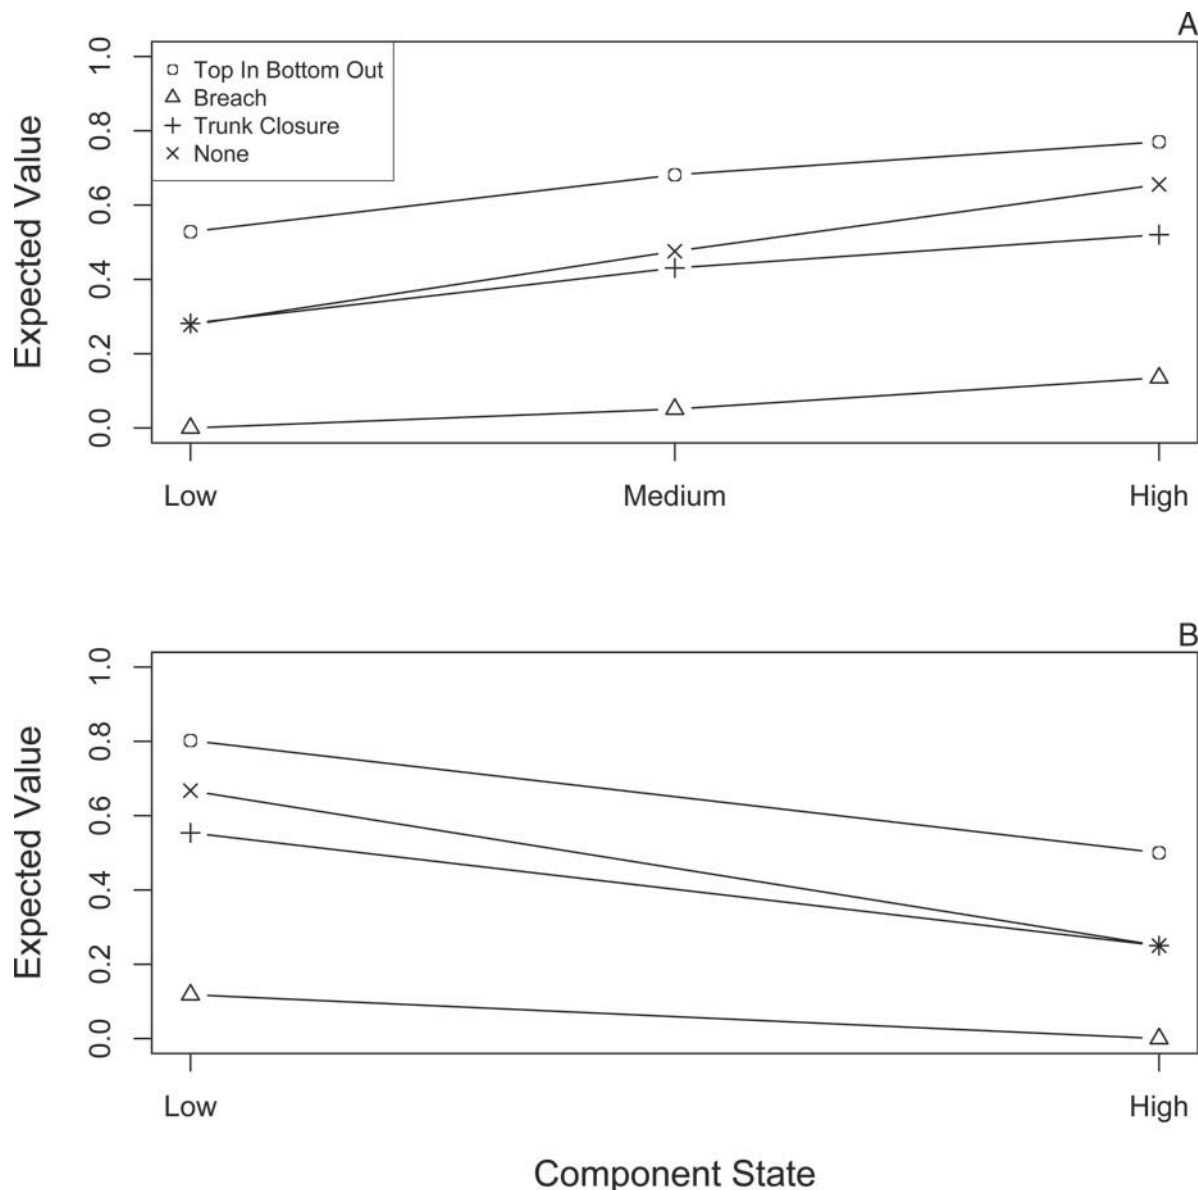 A
Expected Value
1.0
0.8
0.6
0.4
0.2
0.0
Top In Bottom Out
Breach
Trunk Closure
None
Low Medium High
B
Expected Value
1.0
0.8
0.6
0.4
0.2
0.0
Low High
Component State